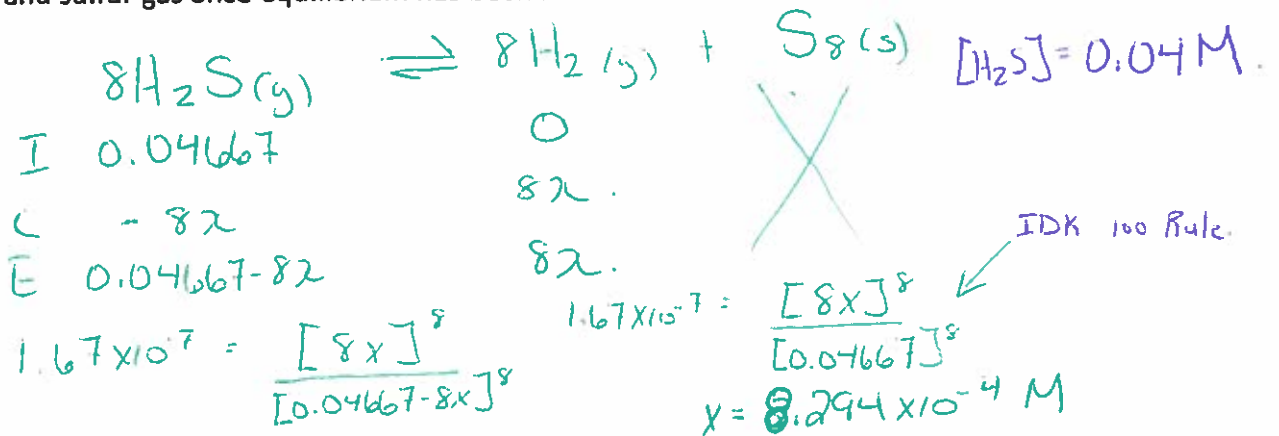 8H2S(g) ⇌ 8H2(g) + S8(s) [H2S]=0.04M.
I 0.04667 0
C - 8x 8x.
E 0.04667-8x 8x.
IDK 100 Rule.
1.67x10-7 = [8x]^8 / [0.04667-8x]^8
1.67x10-7 = [8x]^8 / [0.04667]^8
x = 8.294x10-4 M